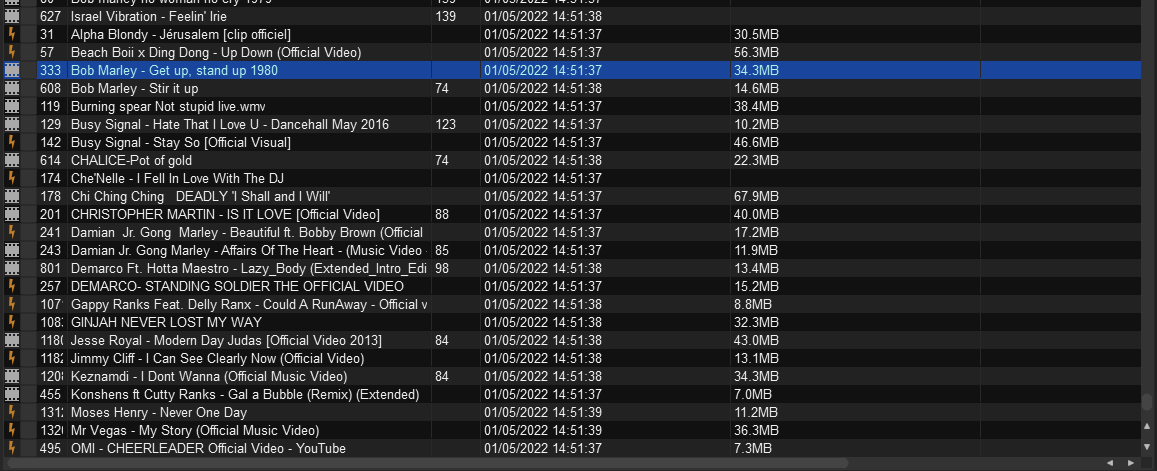 627 Israel Vibration - Feelin' Irie 139 01/05/2022 14:51:38
31 Alpha Blondy - Jérusalem [clip officiel] 01/05/2022 14:51:37 30.5MB
57 Beach Boii x Ding Dong - Up Down (Official Video) 01/05/2022 14:51:37 56.3MB
333 Bob Marley - Get up, stand up 1980 01/05/2022 14:51:37 34.3MB
608 Bob Marley - Stir it up 74 01/05/2022 14:51:38 14.6MB
119 Burning spear Not stupid live.wmv 01/05/2022 14:51:37 38.4MB
129 Busy Signal - Hate That I Love U - Dancehall May 2016 123 01/05/2022 14:51:37 10.2MB
142 Busy Signal - Stay So [Official Visual] 01/05/2022 14:51:37 46.6MB
614 CHALICE-Pot of gold 74 01/05/2022 14:51:38 22.3MB
174 Che'Nelle - I Fell In Love With The DJ 01/05/2022 14:51:37
178 Chi Ching Ching DEADLY 'I Shall and I Will' 01/05/2022 14:51:37 67.9MB
201 CHRISTOPHER MARTIN - IS IT LOVE [Official Video] 88 01/05/2022 14:51:37 40.0MB
241 Damian Jr. Gong Marley - Beautiful ft. Bobby Brown (Official 01/05/2022 14:51:37 17.2MB
243 Damian Jr. Gong Marley - Affairs Of The Heart - (Music Video - 85 01/05/2022 14:51:37 11.9MB
801 Demarco Ft. Hotta Maestro - Lazy_Body (Extended_Intro_Edi 98 01/05/2022 14:51:38 13.4MB
257 DEMARCO- STANDING SOLDIER THE OFFICIAL VIDEO 01/05/2022 14:51:37 15.2MB
107 Gappy Ranks Feat. Delly Ranx - Could A RunAway - Official v 01/05/2022 14:51:38 8.8MB
108 GINJAH NEVER LOST MY WAY 01/05/2022 14:51:38 32.3MB
1180 Jesse Royal - Modern Day Judas [Official Video 2013] 84 01/05/2022 14:51:38 43.0MB
1182 Jimmy Cliff - I Can See Clearly Now (Official Video) 01/05/2022 14:51:38 13.1MB
1208 Keznamdi - I Dont Wanna (Official Music Video) 84 01/05/2022 14:51:38 34.3MB
455 Konshens ft Cutty Ranks - Gal a Bubble (Remix) (Extended) 01/05/2022 14:51:37 7.0MB
1312 Moses Henry - Never One Day 01/05/2022 14:51:39 11.2MB
1320 Mr Vegas - My Story (Official Music Video) 01/05/2022 14:51:39 36.3MB
495 OMI - CHEERLEADER Official Video - YouTube 01/05/2022 14:51:37 7.3MB